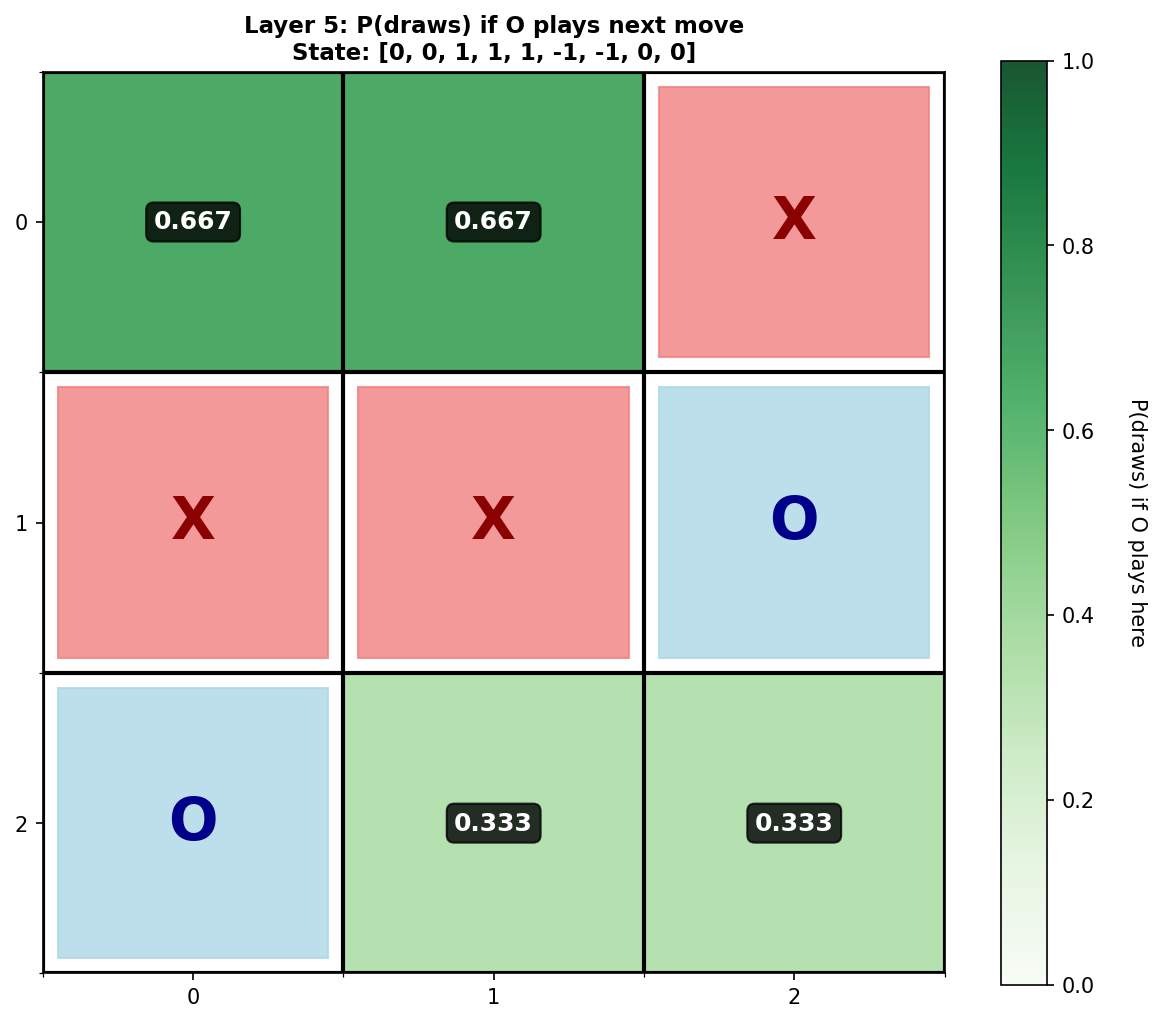 Layer 5: P(draws) if O plays next move
State: [0, 0, 1, 1, 1, -1, -1, 0, 0]
0
0.667
0.667
X
1
X
X
O
2
O
0.333
0.333
0
1
2
1.0
0.8
0.6
0.4
0.2
0.0
P(draws) if O plays here